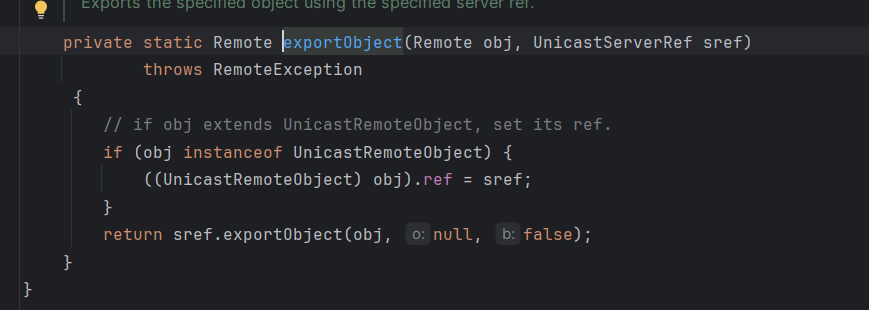 Exports the specified object using the specified server ref.
private static Remote exportObject(Remote obj, UnicastServerRef sref)
throws RemoteException
{
// if obj extends UnicastRemoteObject, set its ref.
if (obj instanceof UnicastRemoteObject) {
((UnicastRemoteObject) obj).ref = sref;
}
return sref.exportObject(obj, o: null, b: false);
}
}